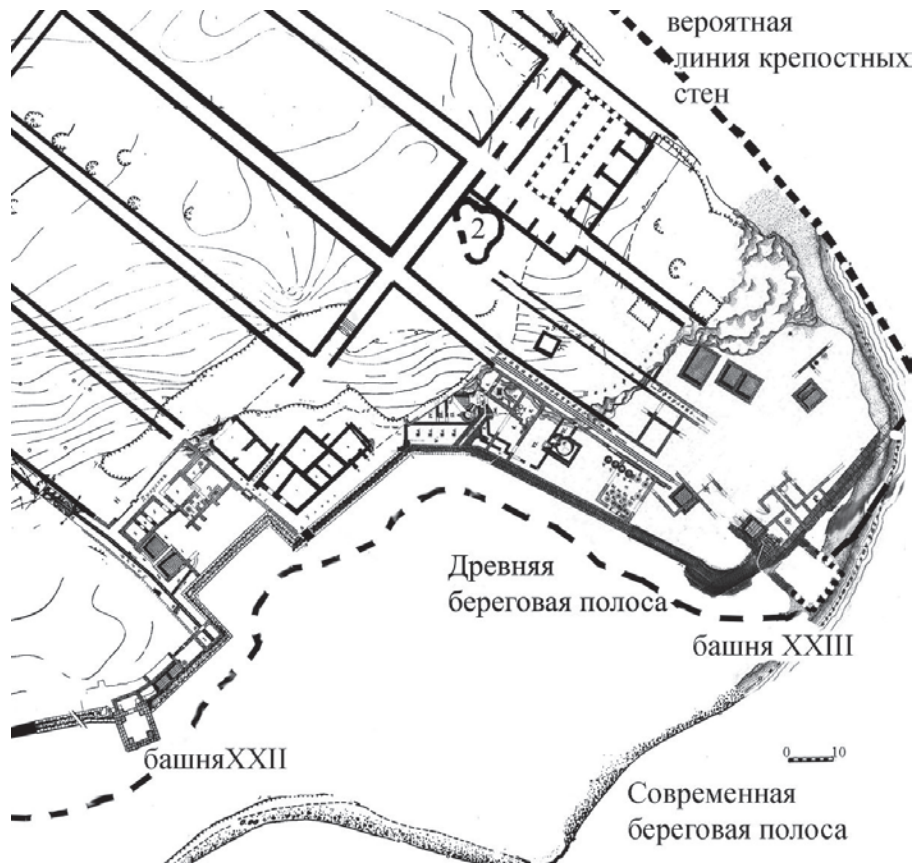 вероятная
линия крепостных
стен
1
2
Древняя
береговая полоса
башня XXIII
башняXXII
0 10
Современная
береговая полоса